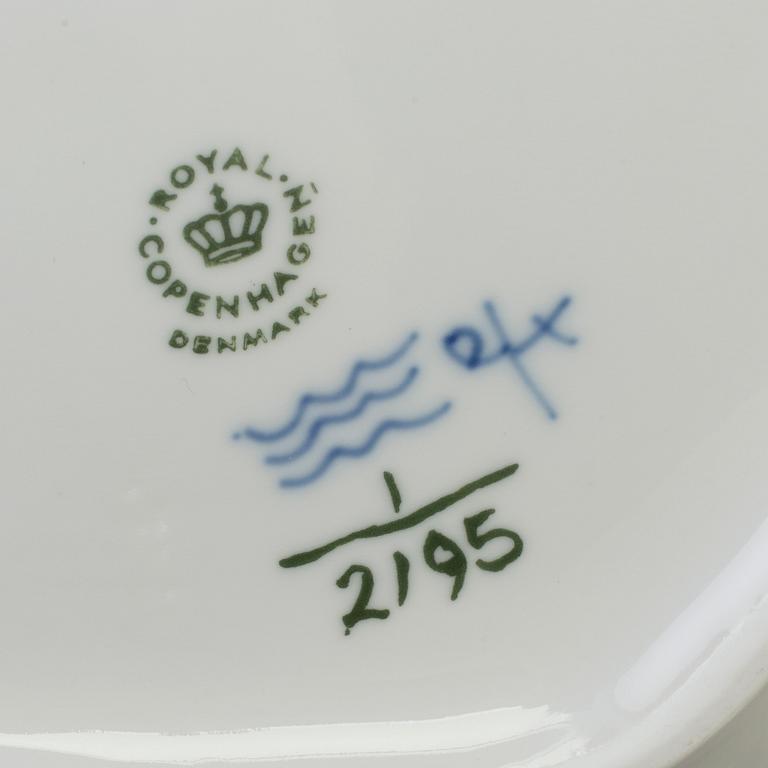 ROYAL
COPENHAGEN
DENMARK
1
2195